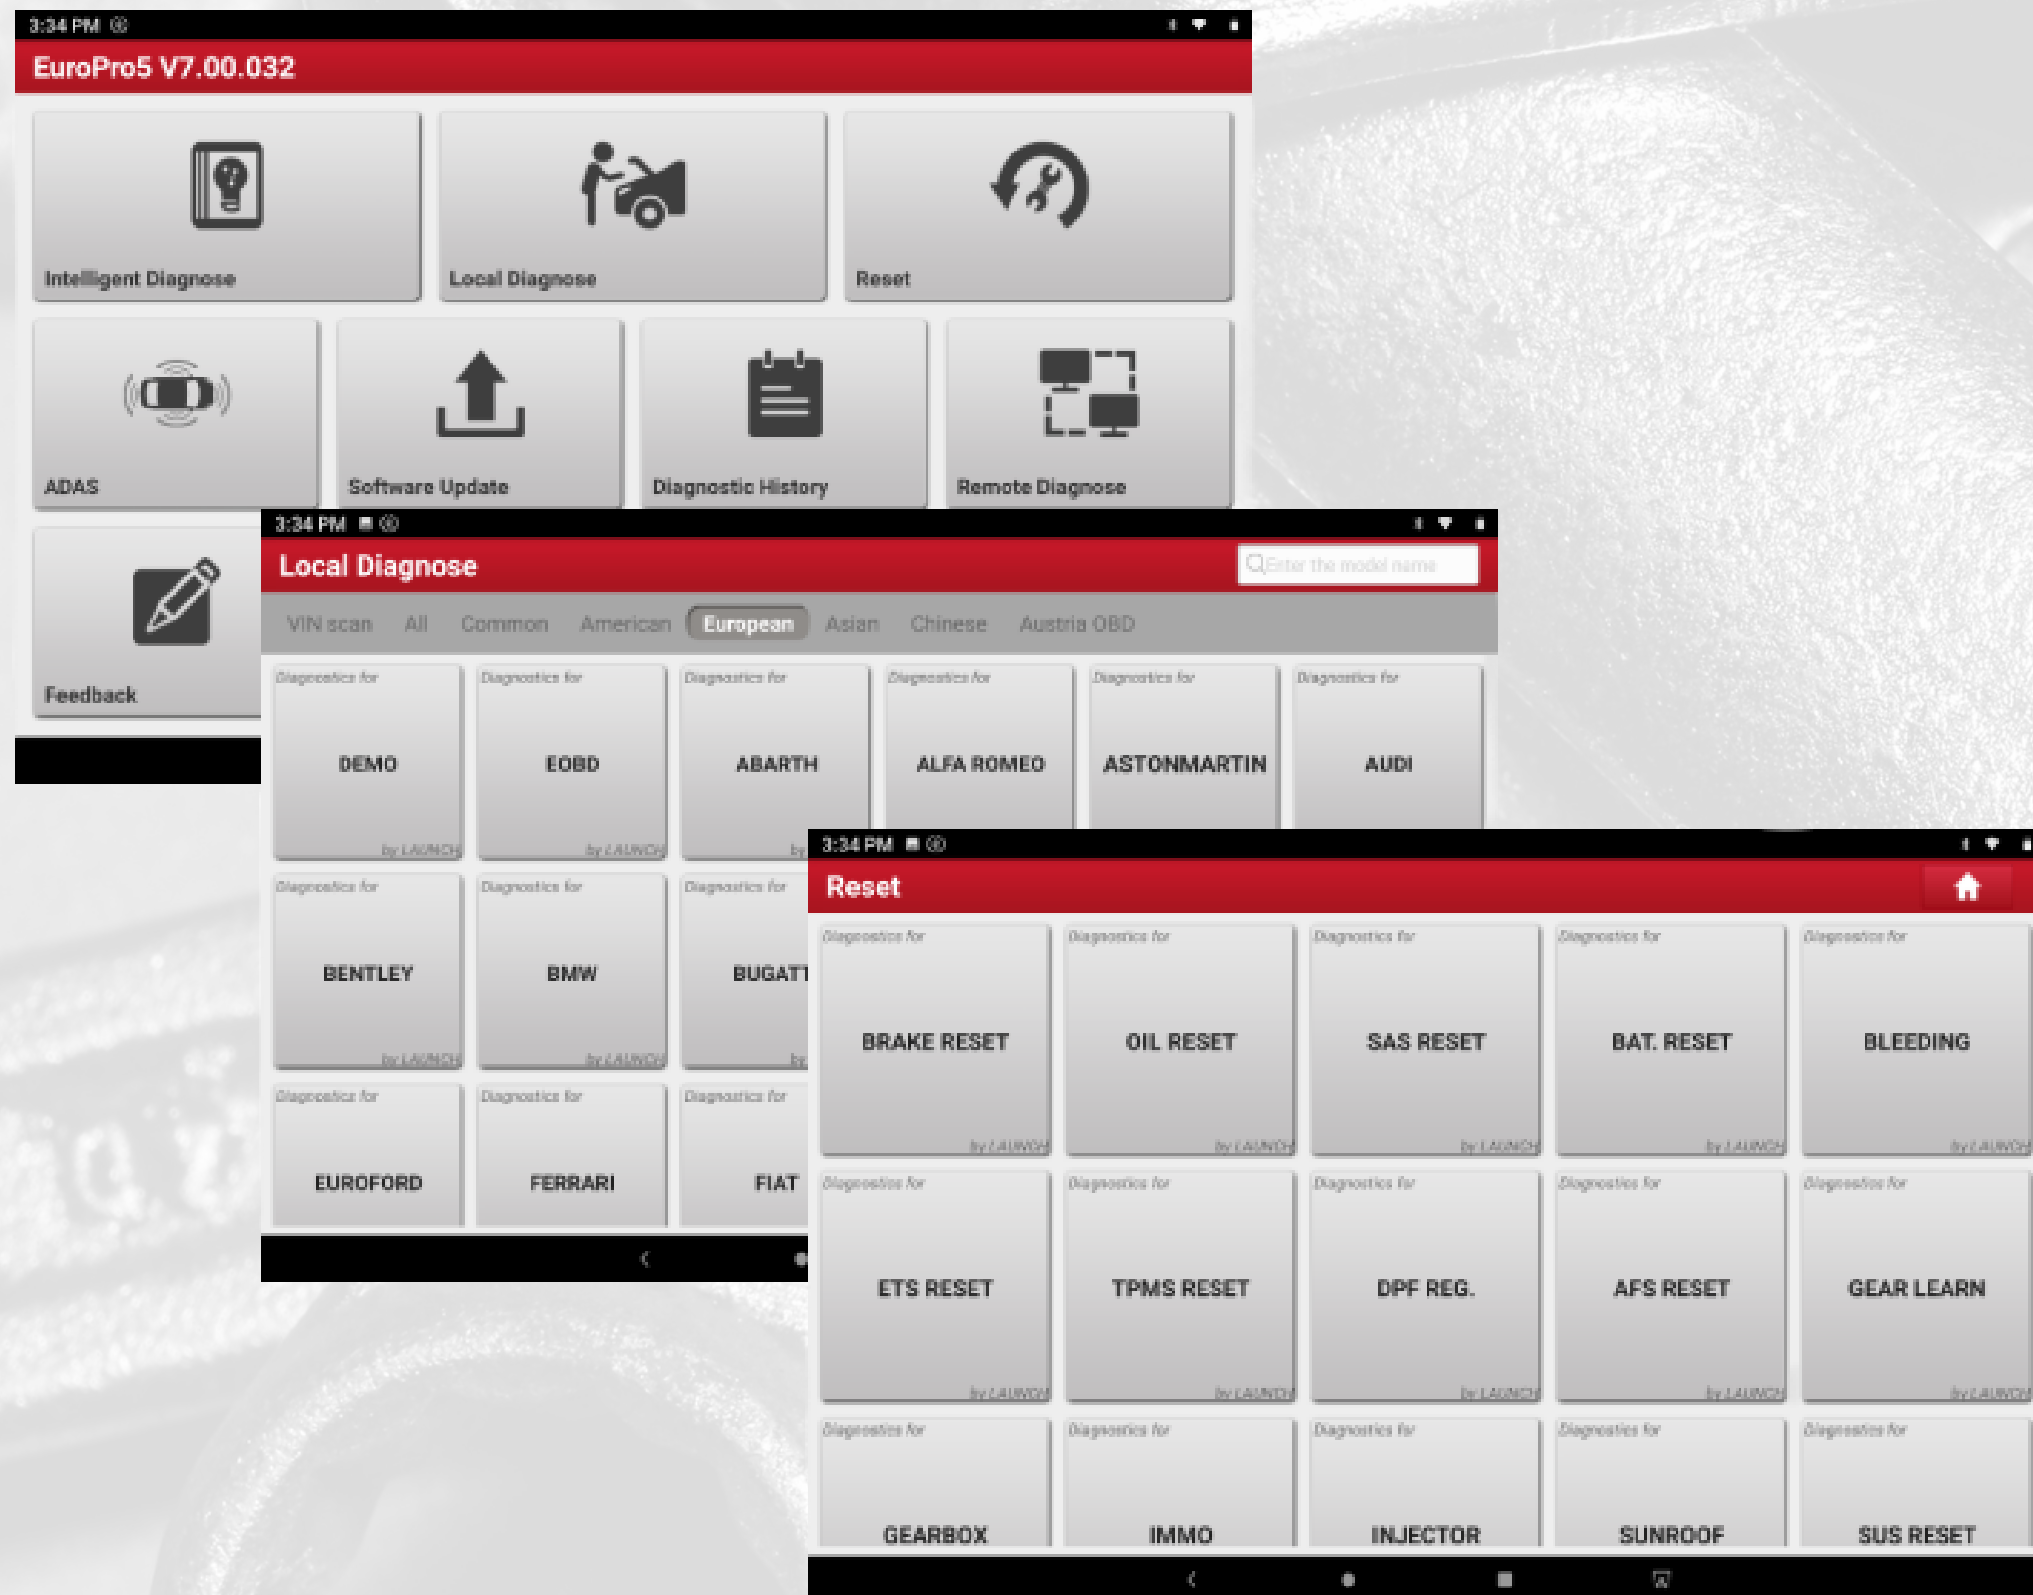 3:34 PM
EuroPro5 V7.00.032
Intelligent Diagnose
Local Diagnose
Reset
ADAS
Software Update
Diagnostic History
Remote Diagnose
Feedback
3:34 PM
Local Diagnose
Enter the model name
VIN scan All Common American European Asian Chinese Austria OBD
Diagnostics for Diagnostics for Diagnostics for Diagnostics for Diagnostics for Diagnostics for
DEMO EOBD ABARTH ALFA ROMEO ASTONMARTIN AUDI
by LAUNCH by LAUNCH by
Diagnostics for Diagnostics for Diagnostics for
BENTLEY BMW BUGATT
by LAUNCH by LAUNCH by
Diagnostics for Diagnostics for Diagnostics for
EUROFORD FERRARI FIAT
3:34 PM
Reset
Diagnostics for Diagnostics for Diagnostics for Diagnostics for Diagnostics for
BRAKE RESET OIL RESET SAS RESET BAT. RESET BLEEDING
by LAUNCH by LAUNCH by LAUNCH by LAUNCH by LAUNCH
Diagnostics for Diagnostics for Diagnostics for Diagnostics for Diagnostics for
ETS RESET TPMS RESET DPF REG. AFS RESET GEAR LEARN
by LAUNCH by LAUNCH by LAUNCH by LAUNCH by LAUNCH
Diagnostics for Diagnostics for Diagnostics for Diagnostics for Diagnostics for
GEARBOX IMMO INJECTOR SUNROOF SUS RESET